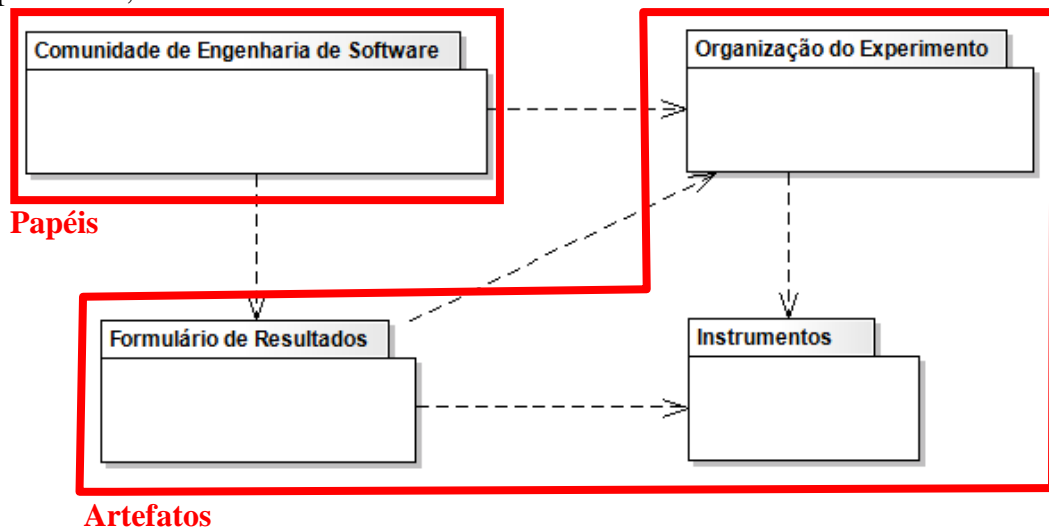 Comunidade de Engenharia de Software
Organização do Experimento
Papéis
Formulário de Resultados
Instrumentos
Artefatos